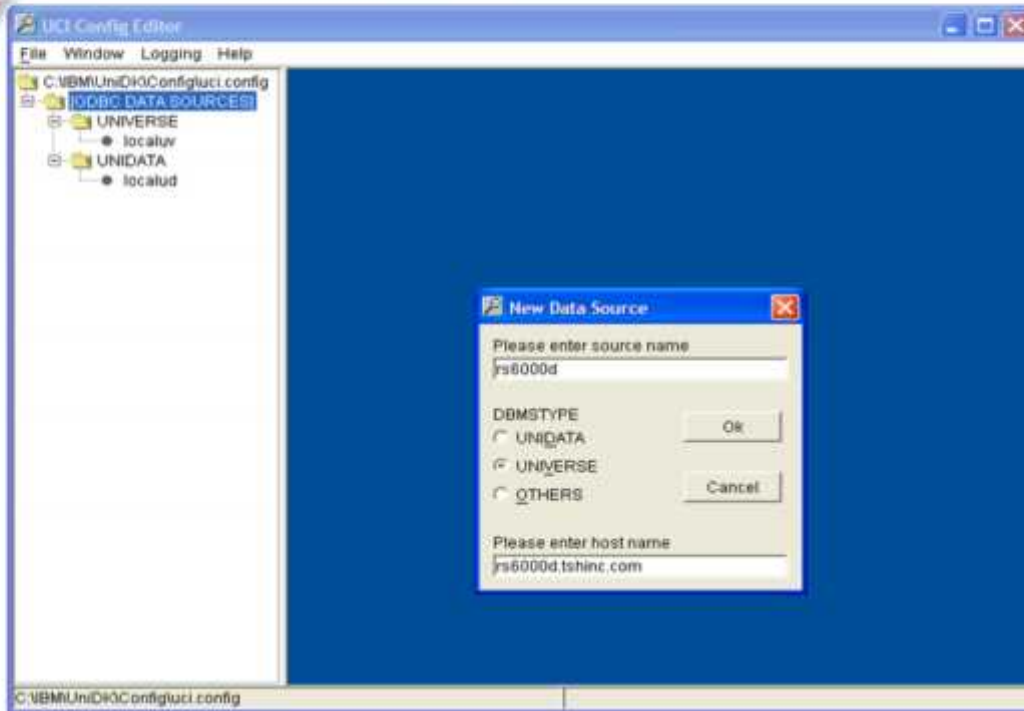 UCI Config Editor
File Window Logging Help
C:\IBM\UniDK\Config\uci.config
[ODBC DATA SOURCES]
UNIVERSE
localuv
UNIDATA
localud
New Data Source
Please enter source name
rs6000d
DBMSTYPE
UNIDATA
UNIVERSE
OTHERS
Ok
Cancel
Please enter host name
rs6000d.tshinc.com
C:\IBM\UniDK\Config\uci.config